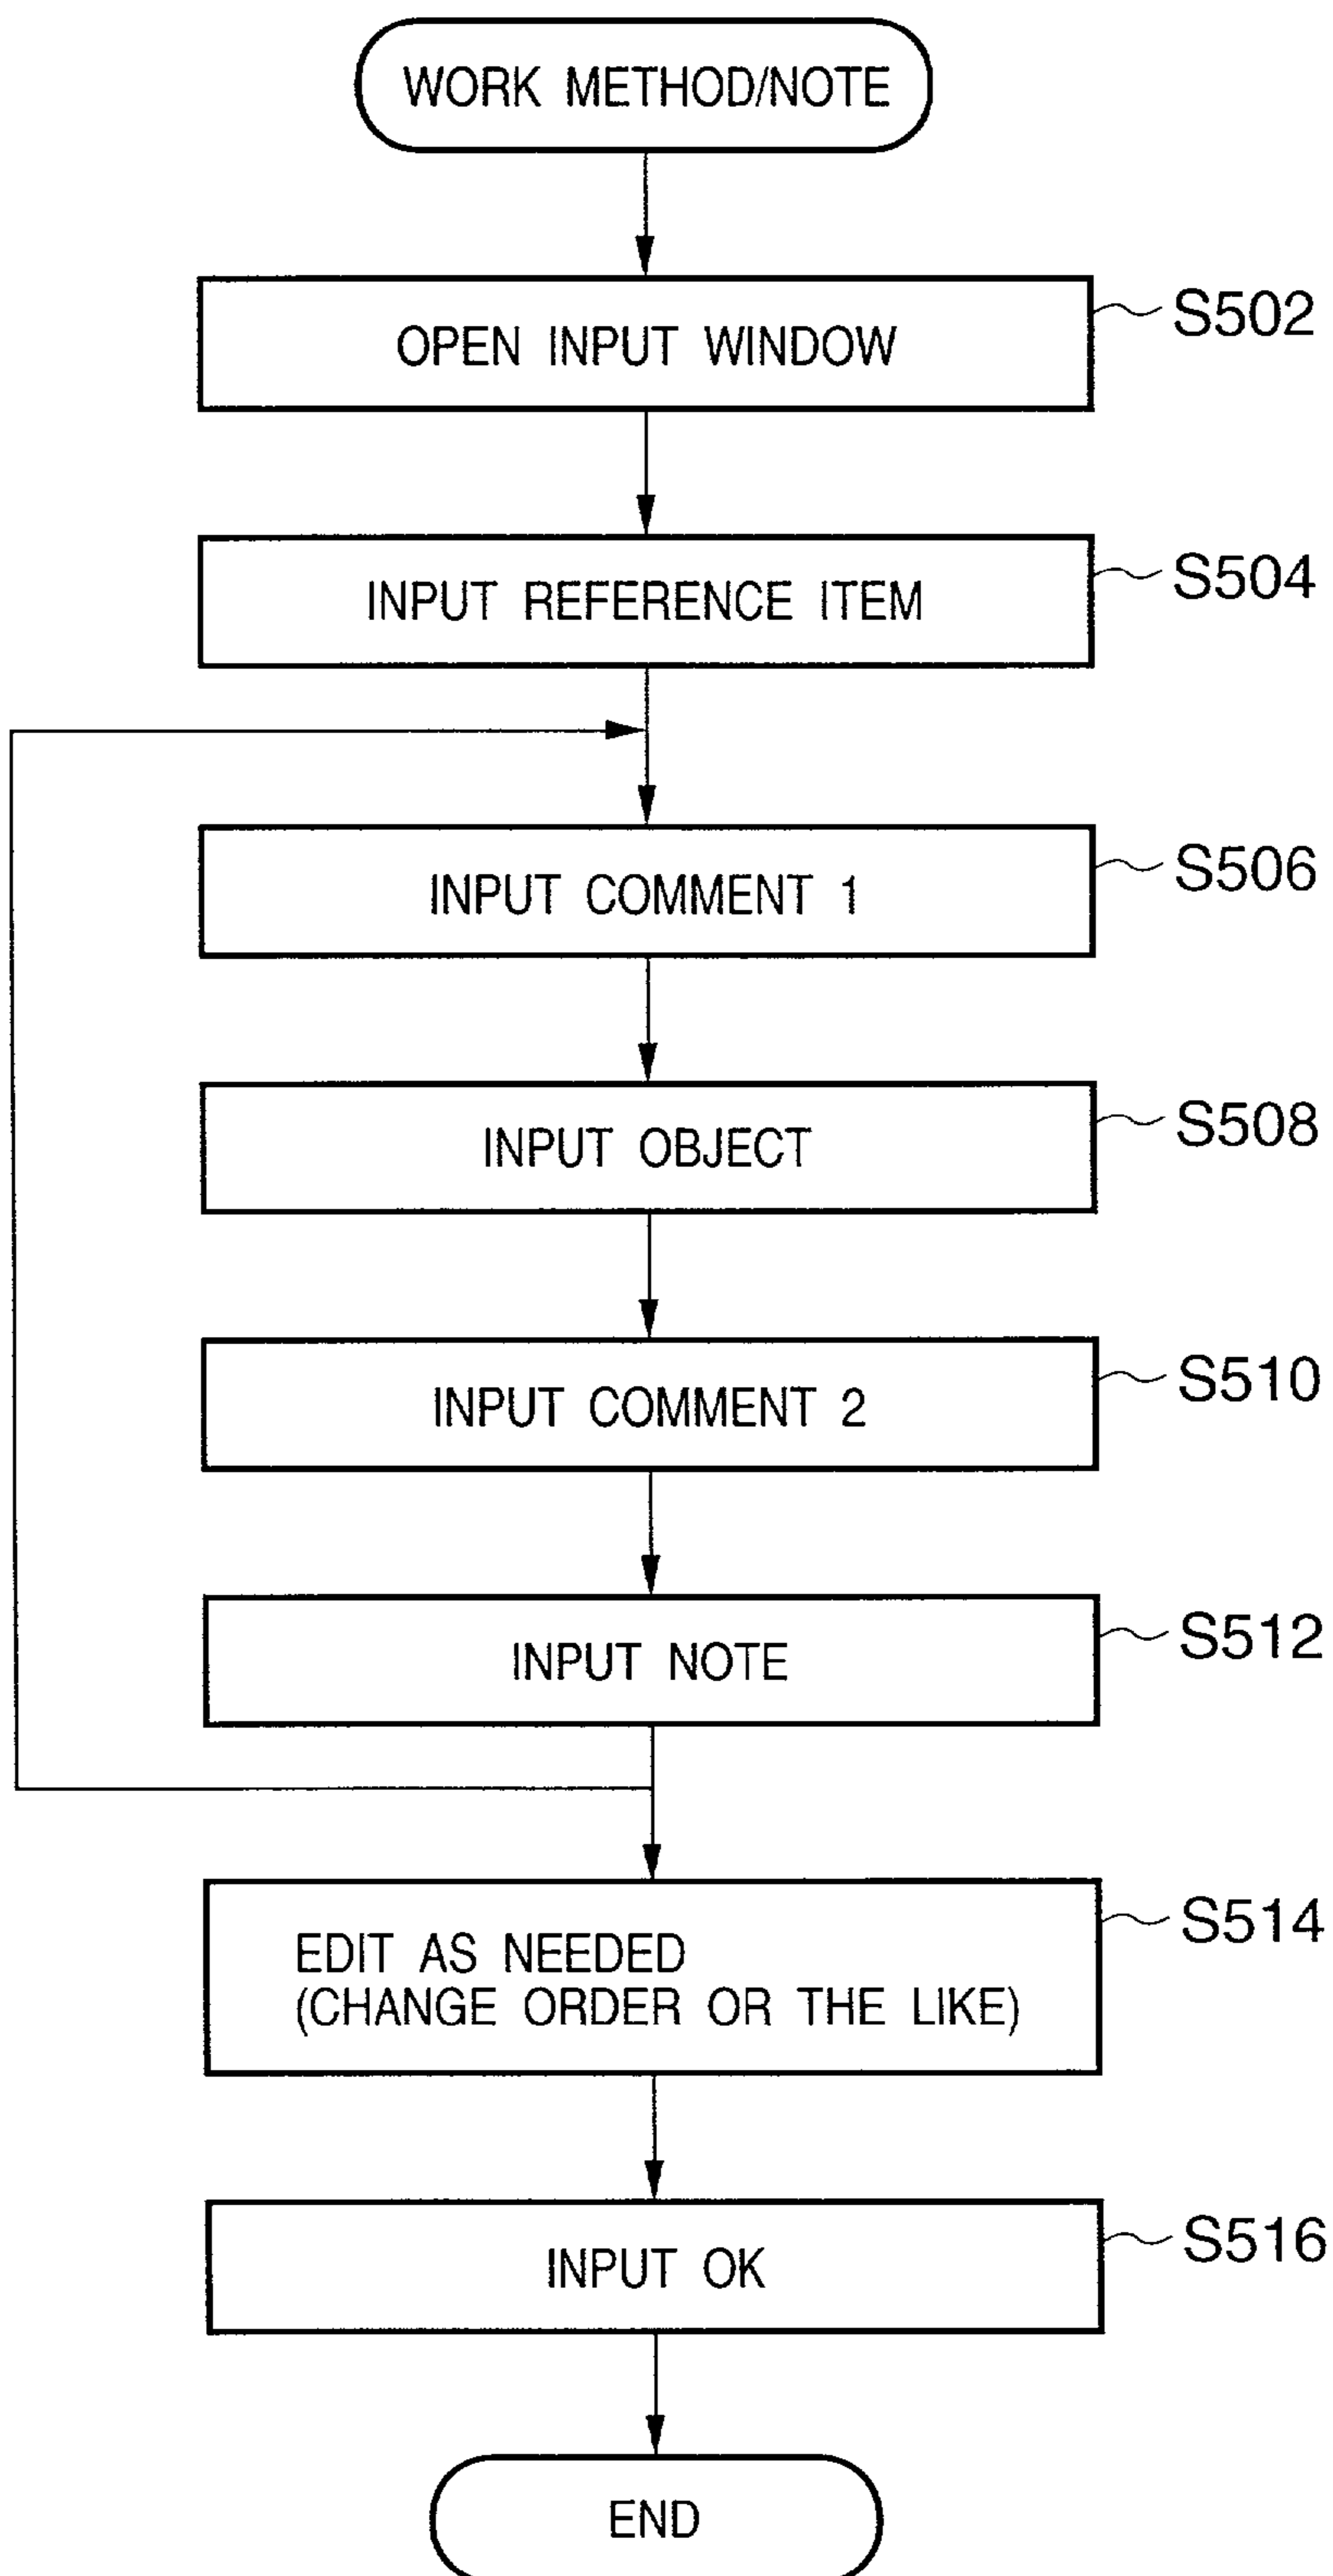 WORK METHOD/NOTE
OPEN INPUT WINDOW
S502
INPUT REFERENCE ITEM
S504
INPUT COMMENT 1
S506
INPUT OBJECT
S508
INPUT COMMENT 2
S510
INPUT NOTE
S512
EDIT AS NEEDED
(CHANGE ORDER OR THE LIKE)
S514
INPUT OK
S516
END